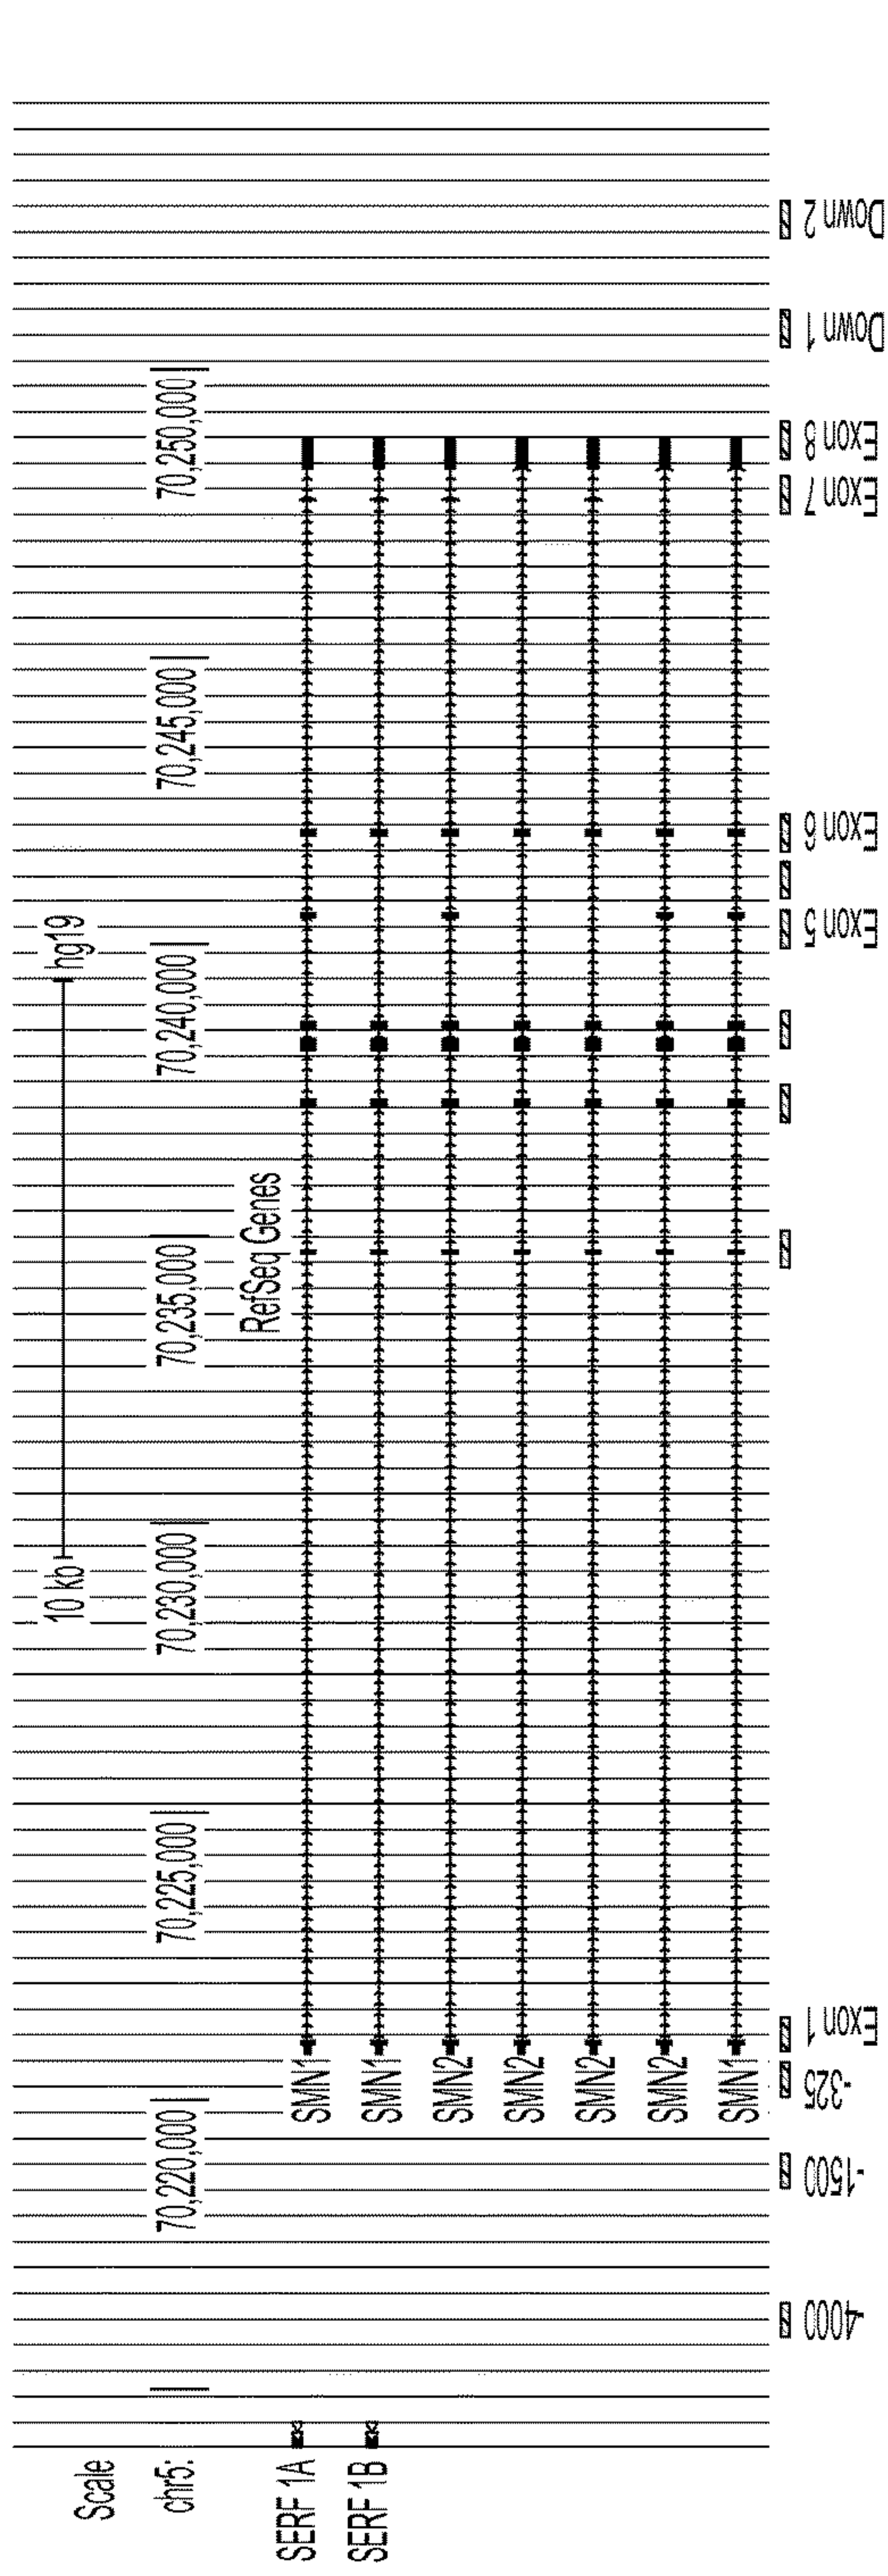 Scale 10 kb hg19
chr5: 70,220,000 70,225,000 70,230,000 70,235,000 70,240,000 70,245,000 70,250,000
RefSeq Genes
SERF 1A SMN1
SERF 1B SMN1
SMN2
SMN2
SMN2
SMN2
SMN1
-4000 -1500 -325 Exon 1 Exon 5 Exon 6 Exon 7 Exon 8 Down 1 Down 2